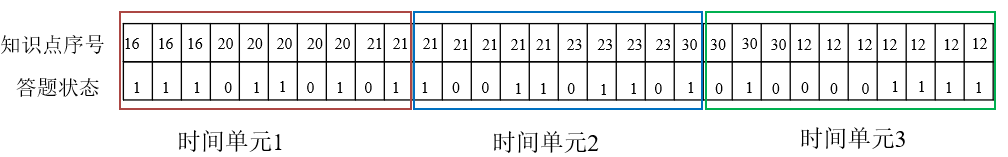 知识点序号 16 16 16 20 20 20 20 20 21 21 21 21 21 21 21 23 23 23 23 30 30 30 30 12 12 12 12 12 12 12
答题状态 1 1 1 0 1 1 0 1 0 1 1 0 0 1 1 0 1 1 0 1 0 1 0 0 0 0 1 1 1 1
时间单元1 时间单元2 时间单元3